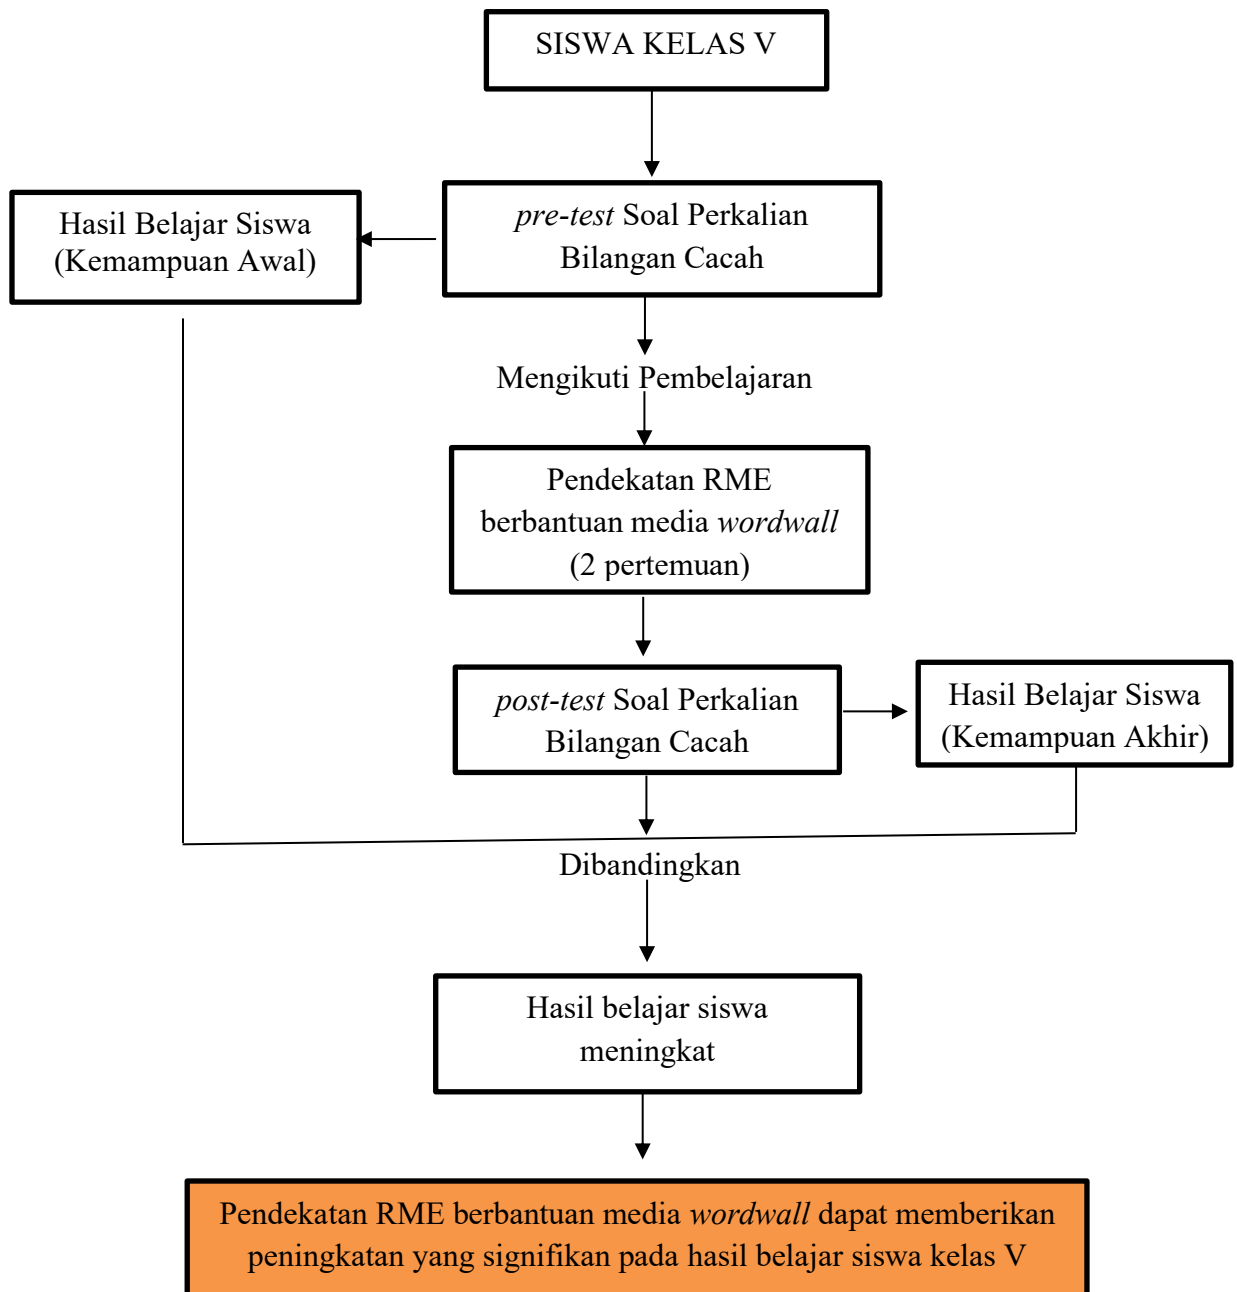 SISWA KELAS V
Hasil Belajar Siswa
(Kemampuan Awal)
pre-test Soal Perkalian
Bilangan Cacah
Mengikuti Pembelajaran
Pendekatan RME
berbantuan media wordwall
(2 pertemuan)
post-test Soal Perkalian
Bilangan Cacah
Hasil Belajar Siswa
(Kemampuan Akhir)
Dibandingkan
Hasil belajar siswa
meningkat
Pendekatan RME berbantuan media wordwall dapat memberikan
peningkatan yang signifikan pada hasil belajar siswa kelas V